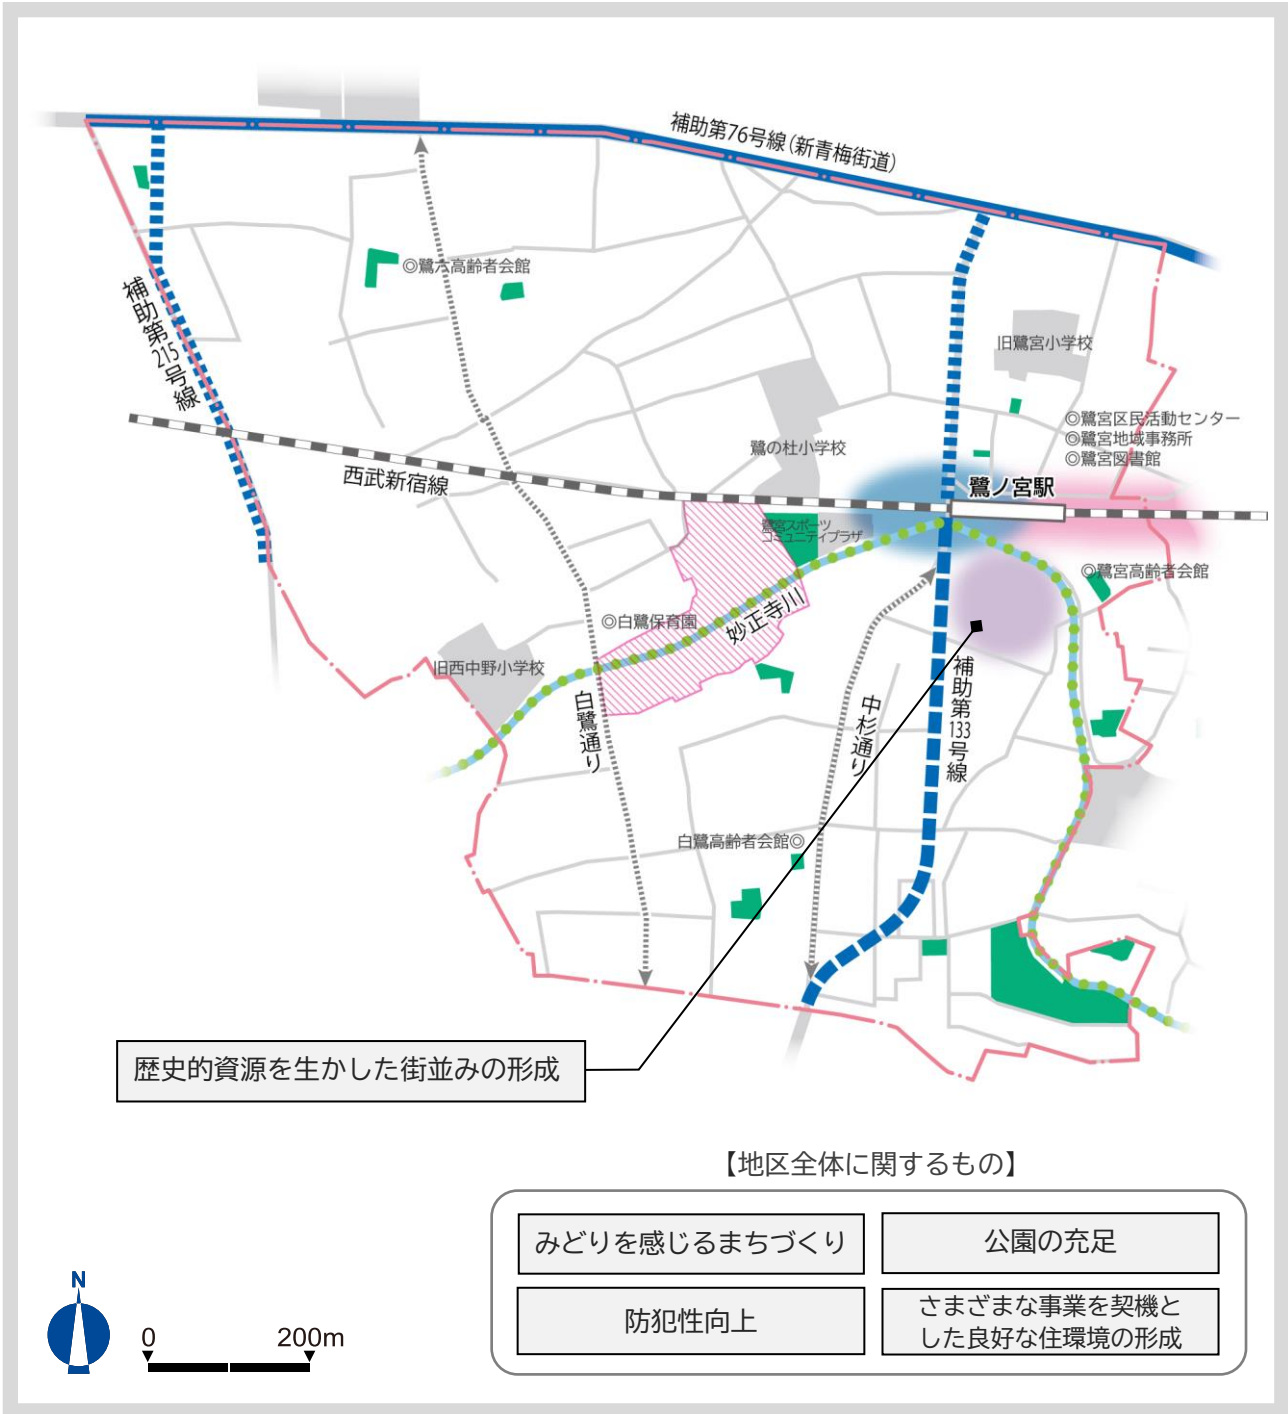 補助第76号線(新青梅街道)
◎鷺六高齢者会館
補助第215号線
旧鷺宮小学校
◎鷺宮区民活動センター
◎鷺宮地域事務所
◎鷺宮図書館
鷺の杜小学校
西武新宿線
鷺ノ宮駅
鷺宮スポーツ
コミュニティプラザ
◎鷺宮高齢者会館
◎白鷺保育園
妙正寺川
旧西中野小学校
白鷺通り
中杉通り
補助第133号線
白鷺高齢者会館◎
歴史的資源を生かした街並みの形成
【地区全体に関するもの】
みどりを感じるまちづくり
公園の充足
防犯性向上
さまざまな事業を契機と
した良好な住環境の形成
N
0 200m